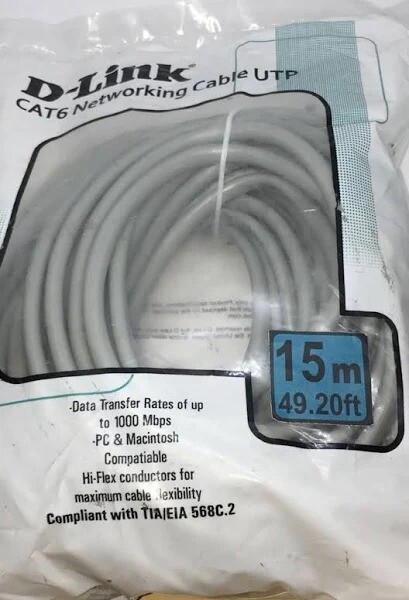 D-Link
CAT6 Networking Cable UTP
15m
49.20ft
-Data Transfer Rates of up
to 1000 Mbps
-PC & Macintosh
Compatiable
Hi-Flex conductors for
maximum cable flexibility
Compliant with TIA/EIA 568C.2